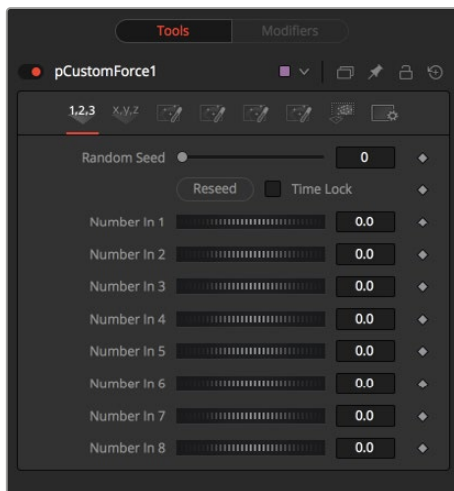 Tools Modifiers
pCustomForce1
1,2,3 x,y,z
Random Seed 0
Reseed Time Lock
Number In 1 0.0
Number In 2 0.0
Number In 3 0.0
Number In 4 0.0
Number In 5 0.0
Number In 6 0.0
Number In 7 0.0
Number In 8 0.0